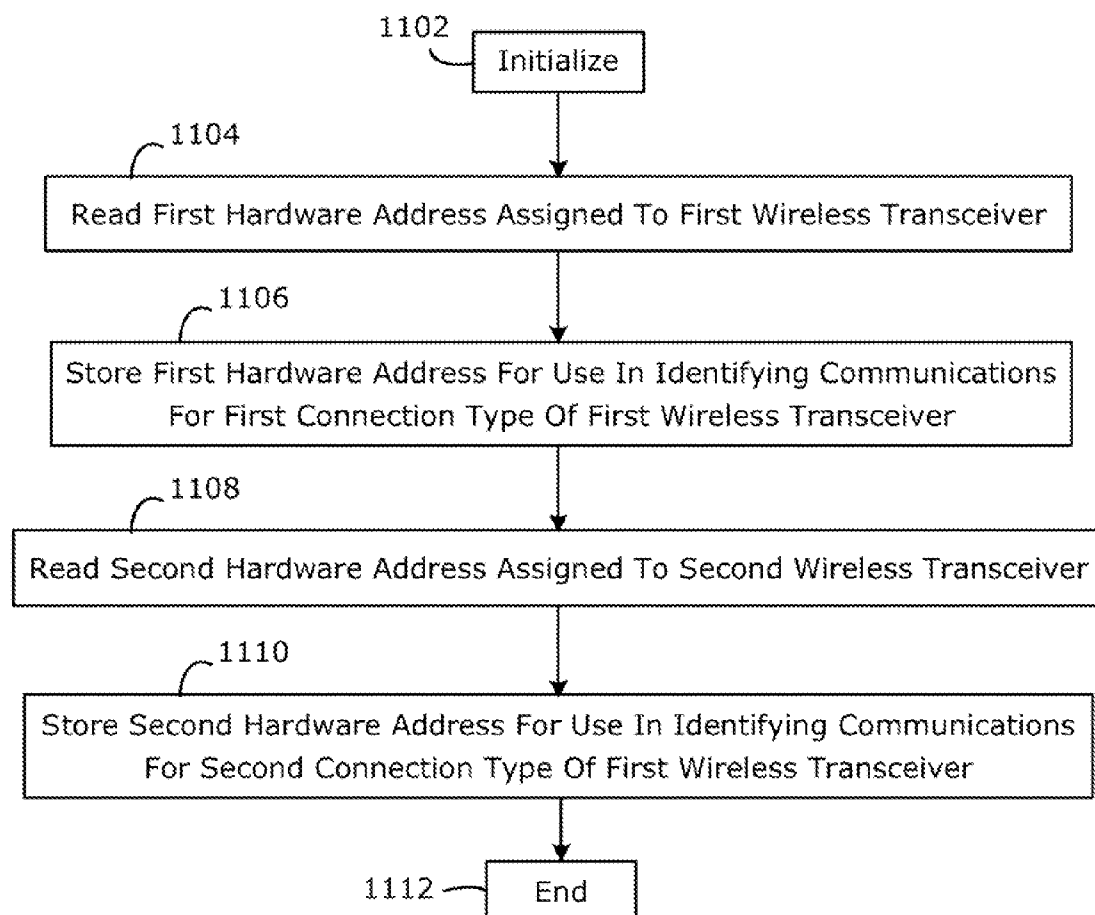 1102
Initialize
1104
Read First Hardware Address Assigned To First Wireless Transceiver
1106
Store First Hardware Address For Use In Identifying Communications
For First Connection Type Of First Wireless Transceiver
1108
Read Second Hardware Address Assigned To Second Wireless Transceiver
1110
Store Second Hardware Address For Use In Identifying Communications
For Second Connection Type Of First Wireless Transceiver
1112
End